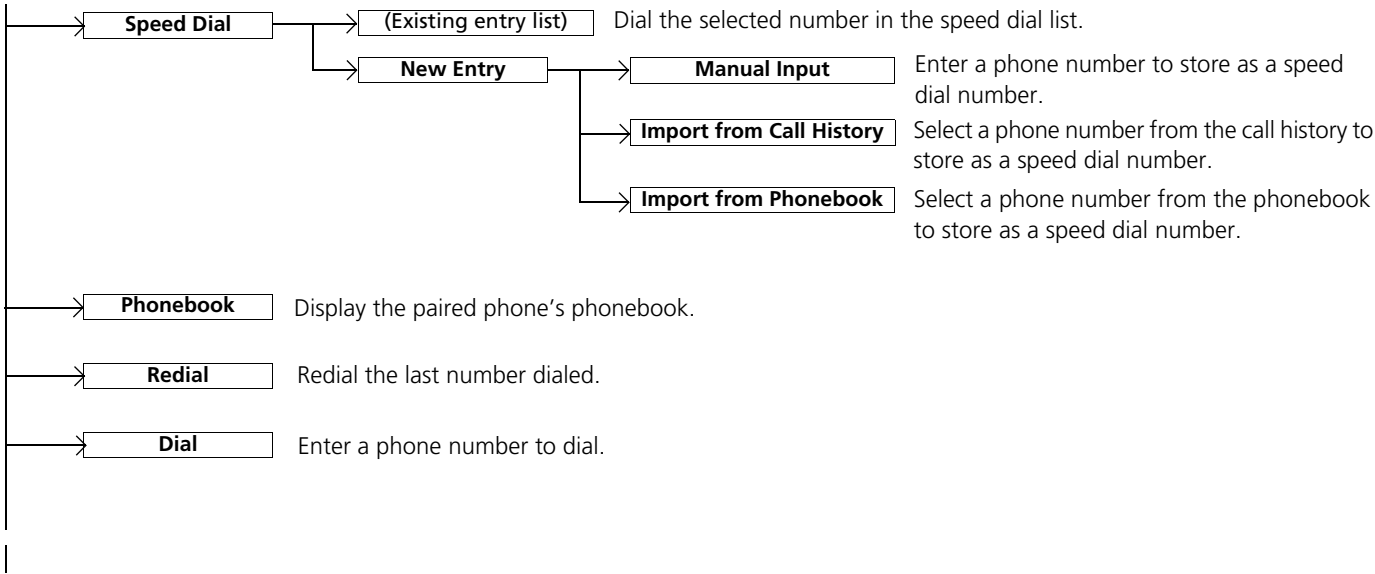 Speed Dial
(Existing entry list)
Dial the selected number in the speed dial list.
New Entry
Manual Input
Enter a phone number to store as a speed
dial number.
Import from Call History
Select a phone number from the call history to
store as a speed dial number.
Import from Phonebook
Select a phone number from the phonebook
to store as a speed dial number.
Phonebook
Display the paired phone’s phonebook.
Redial
Redial the last number dialed.
Dial
Enter a phone number to dial.